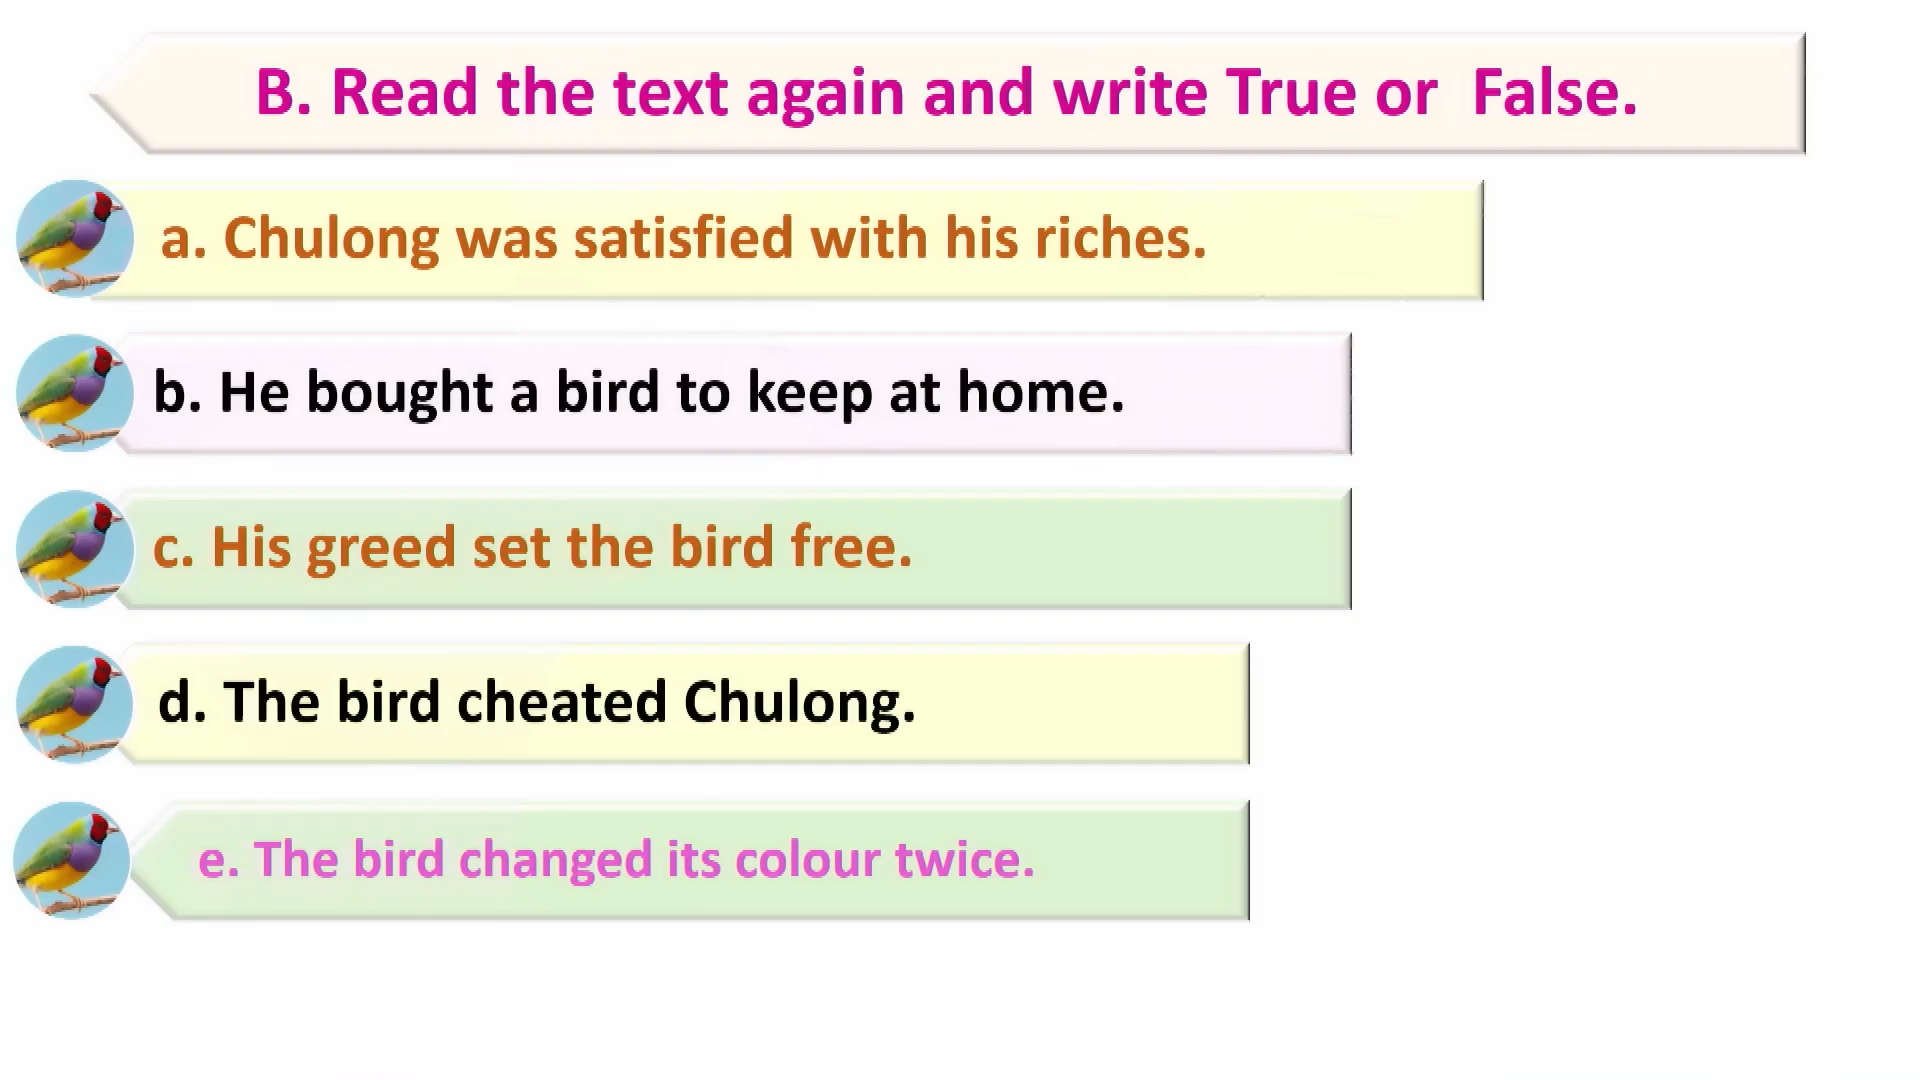 B. Read the text again and write True or False.
a. Chulong was satisfied with his riches.
b. He bought a bird to keep at home.
c. His greed set the bird free.
d. The bird cheated Chulong.
e. The bird changed its colour twice.